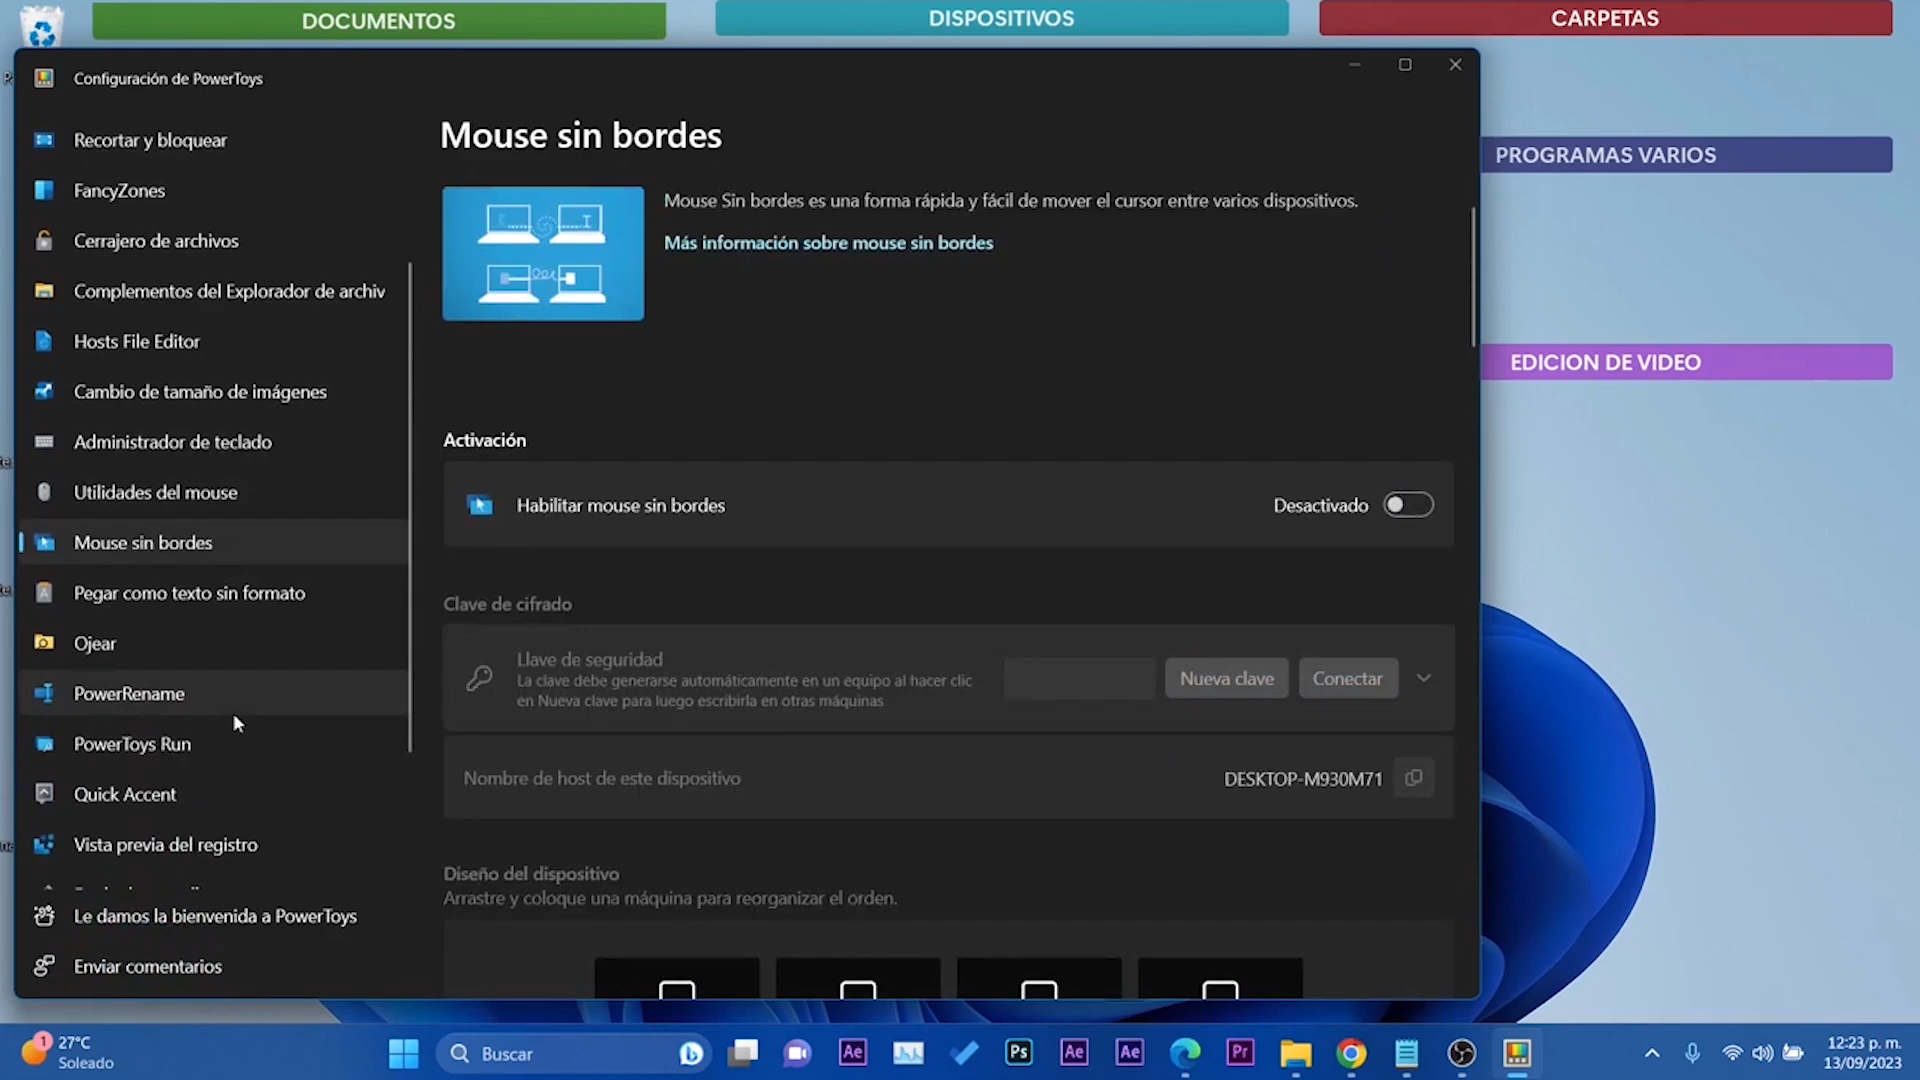 DOCUMENTOS
DISPOSITIVOS
CARPETAS
Configuración de PowerToys
Recortar y bloquear
FancyZones
Cerrajero de archivos
Complementos del Explorador de archiv
Hosts File Editor
Cambio de tamaño de imágenes
Administrador de teclado
Utilidades del mouse
Mouse sin bordes
Pegar como texto sin formato
Ojear
PowerRename
PowerToys Run
Quick Accent
Vista previa del registro
Le damos la bienvenida a PowerToys
Enviar comentarios
Mouse sin bordes
Mouse Sin bordes es una forma rápida y fácil de mover el cursor entre varios dispositivos.
Más información sobre mouse sin bordes
Activación
Habilitar mouse sin bordes
Desactivado
Clave de cifrado
Llave de seguridad
La clave debe generarse automáticamente en un equipo al hacer clic
en Nueva clave para luego escribirla en otras máquinas
Nueva clave
Conectar
Nombre de host de este dispositivo
DESKTOP-M930M71
Diseño del dispositivo
Arrastre y coloque una máquina para reorganizar el orden.
PROGRAMAS VARIOS
EDICION DE VIDEO
1
27°C
Soleado
Buscar
Ae
Ps
Ae
Ae
Pr
12:23 p. m.
13/09/2023